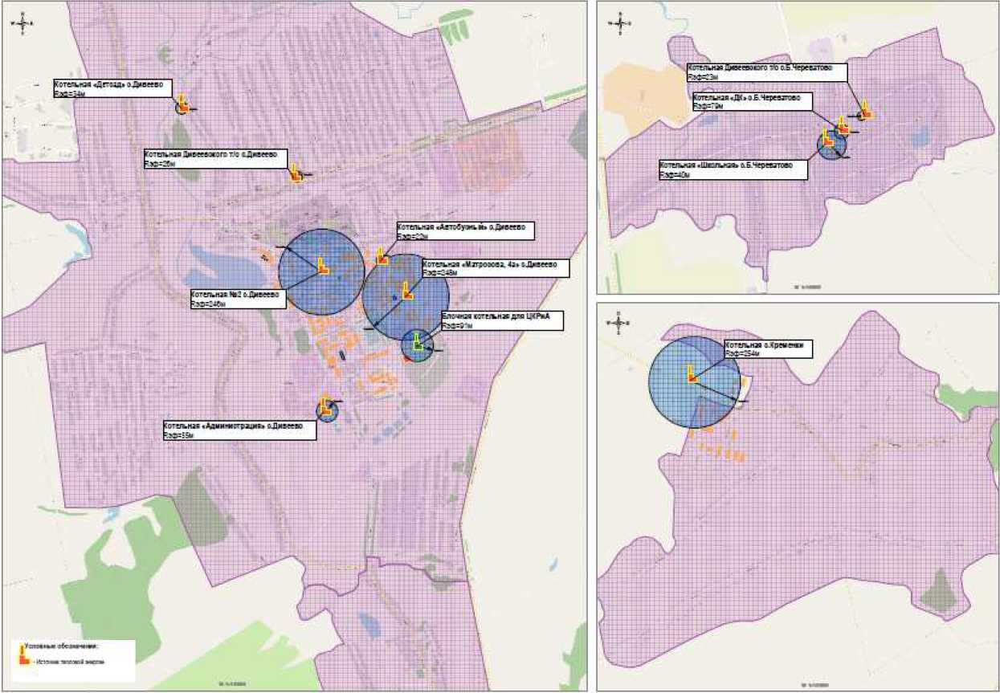 Котельная «Детсад» с.Дивеево
Rэф=34м
Котельная Дивеевского т/о с.Дивеево
Rэф=26м
Котельная «Автобусный» с.Дивеево
Rэф=22м
Котельная «Матросова, 4а» с.Дивеево
Rэф=248м
Котельная №2 с.Дивеево
Rэф=246м
Блочная котельная для ЦКРиА
Rэф=91м
Котельная «Администрация» с.Дивеево
Rэф=55м
Условные обозначения:
- Источник тепловой энергии
Котельная Дивеевского т/о с.Б.Череватово
Rэф=23м
Котельная «ДК» с.Б.Череватово
Rэф=79м
Котельная «Школьная» с.Б.Череватово
Rэф=40м
Котельная с.Кременки
Rэф=254м